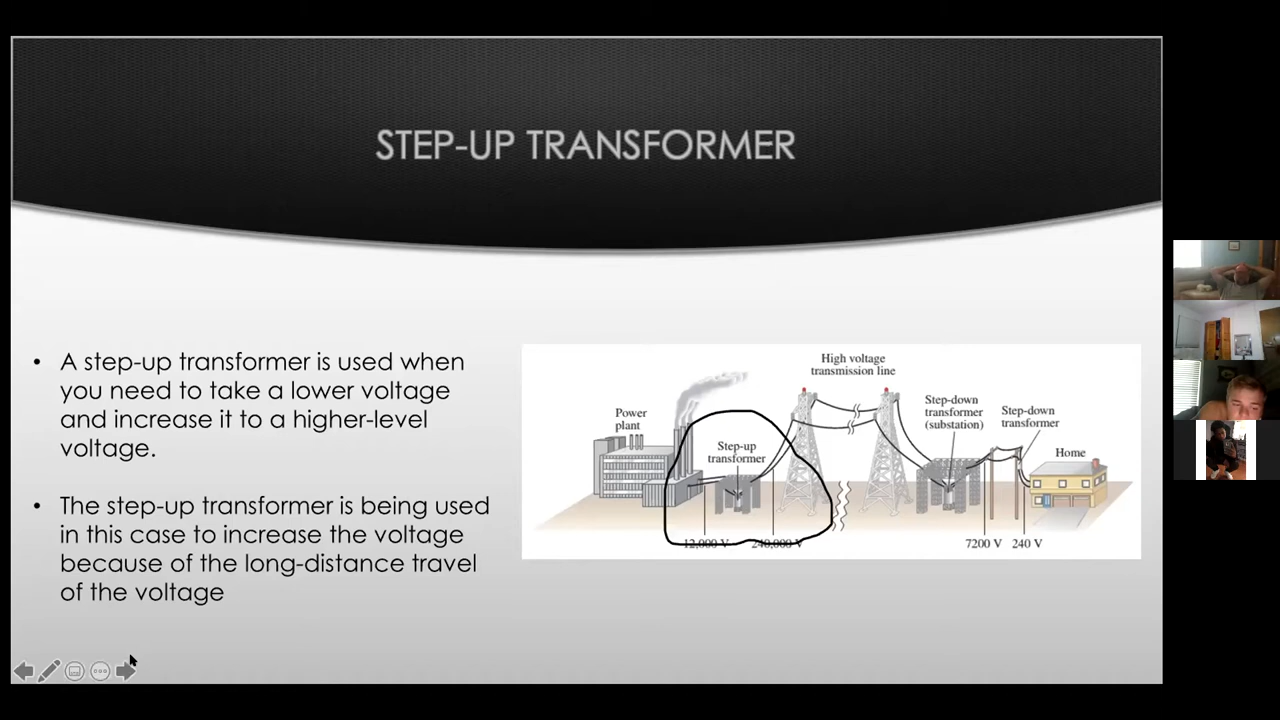 STEP-UP TRANSFORMER
• A step-up transformer is used when
you need to take a lower voltage
and increase it to a higher-level
voltage.
• The step-up transformer is being used
in this case to increase the voltage
because of the long-distance travel
of the voltage
High voltage
transmission line
Power
plant
Step-up
transformer
Step-down
transformer
(substation)
Step-down
transformer
Home
12,000 V
240,000 V
7200 V
240 V